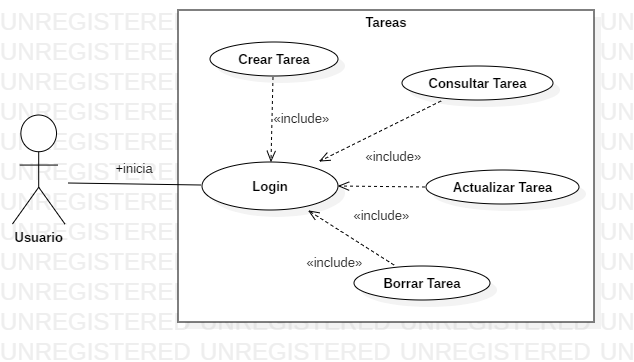 Tareas
Crear Tarea
Consultar Tarea
«include»
+inicia
«include»
Login
Actualizar Tarea
«include»
Usuario
«include»
Borrar Tarea
UNREGISTERED UNREGISTERED UNREGISTERED UN